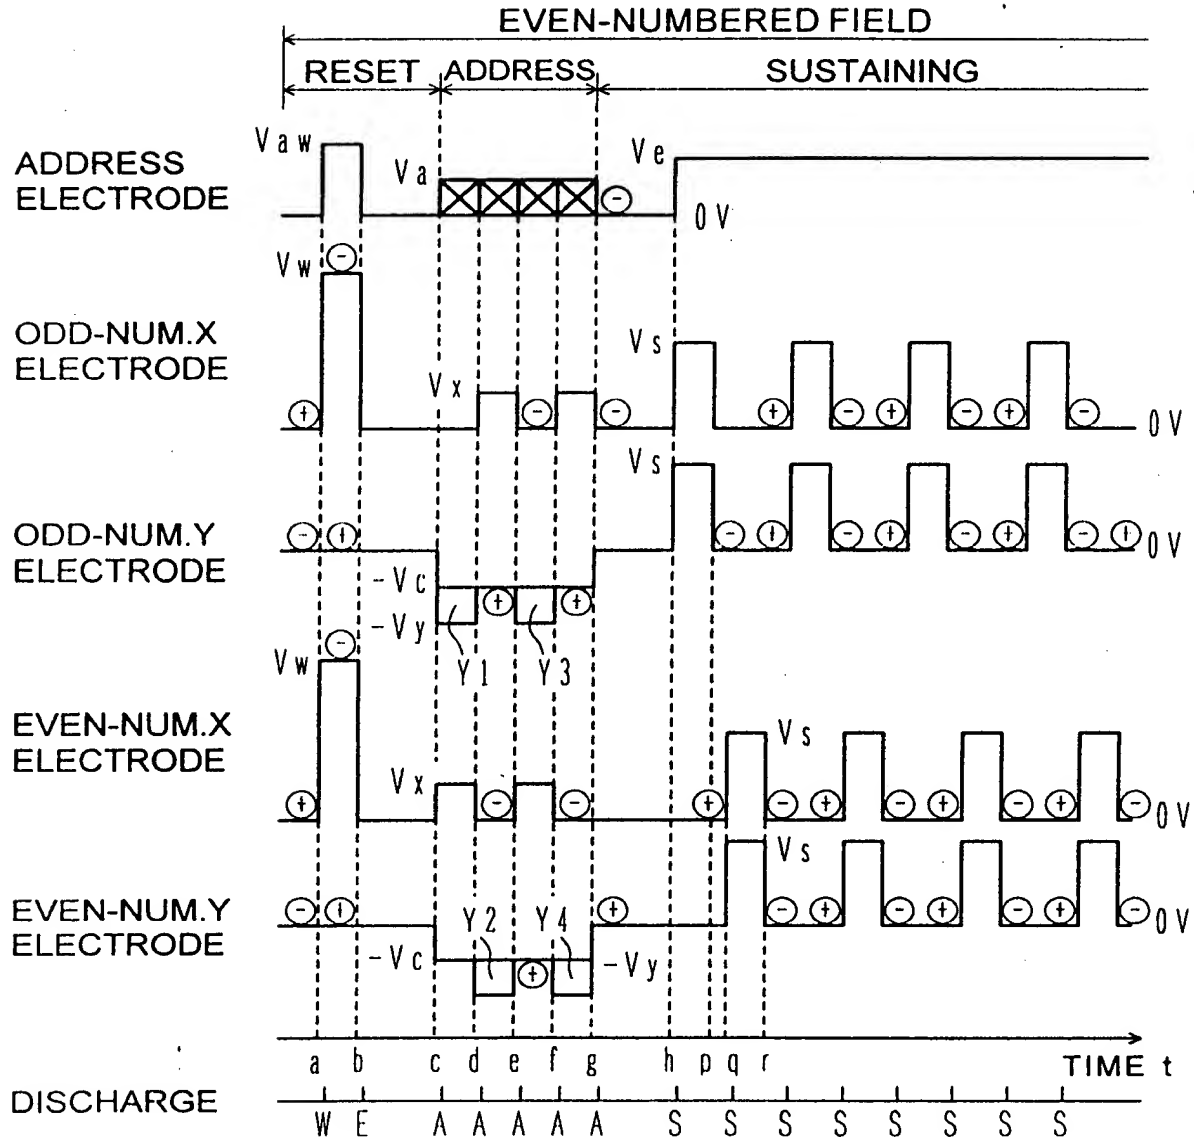 EVEN-NUMBERED FIELD
RESET ADDRESS SUSTAINING
Vaw
Ve
ADDRESS
ELECTRODE
Va
−
0V
−
Vw
ODD-NUM.X
ELECTRODE
Vs
Vx
+ − − + − + − + −
0V
Vs
ODD-NUM.Y
ELECTRODE
− + − + − + − + − +
0V
-Vc
+ +
-Vy
Y1 Y3
−
Vw
EVEN-NUM.X
ELECTRODE
Vs
Vx
+ − − + − + − + − + −
0V
Vs
EVEN-NUM.Y
ELECTRODE
− + Y2 Y4 + − + − + − + −
0V
-Vc + -Vy
a b c d e f g h p q r
TIME t
DISCHARGE
W E A A A A A S S S S S S S S